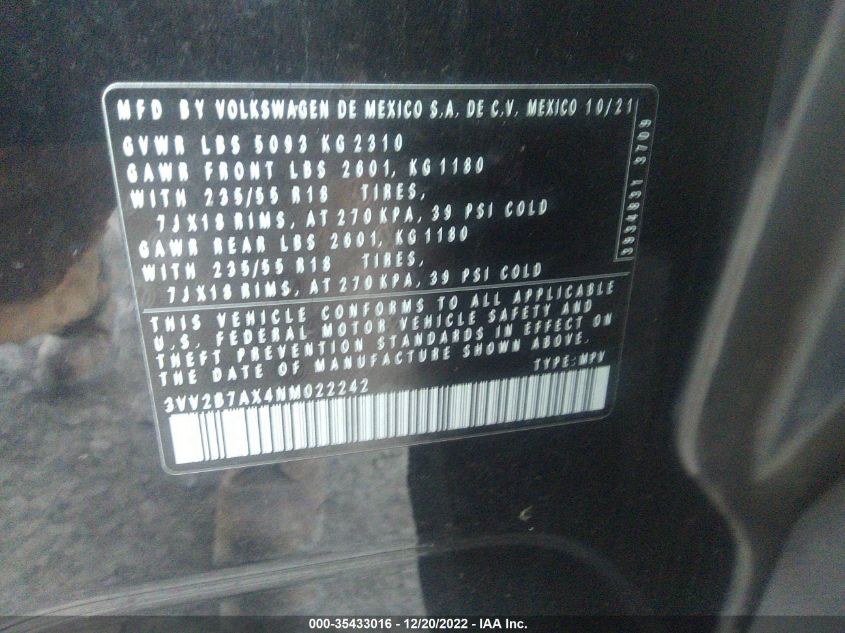 MFD BY VOLKSWAGEN DE MEXICO S.A. DE C.V. MEXICO 10/21
GVWR LBS 5093 KG 2310
GAWR FRONT LBS 2601, KG 1180
WITH 235/55 R18 TIRES,
7JX18 RIMS, AT 270 KPA, 39 PSI COLD
GAWR REAR LBS 2601, KG 1180
WITH 235/55 R18 TIRES,
7JX18 RIMS, AT 270 KPA, 39 PSI COLD
THIS VEHICLE CONFORMS TO ALL APPLICABLE
U.S. FEDERAL MOTOR VEHICLE SAFETY AND
THEFT PREVENTION STANDARDS IN EFFECT ON
THE DATE OF MANUFACTURE SHOWN ABOVE.
TYPE: MPV
3VV2B7AX4NM022242
000-35433016 - 12/20/2022 - IAA Inc.